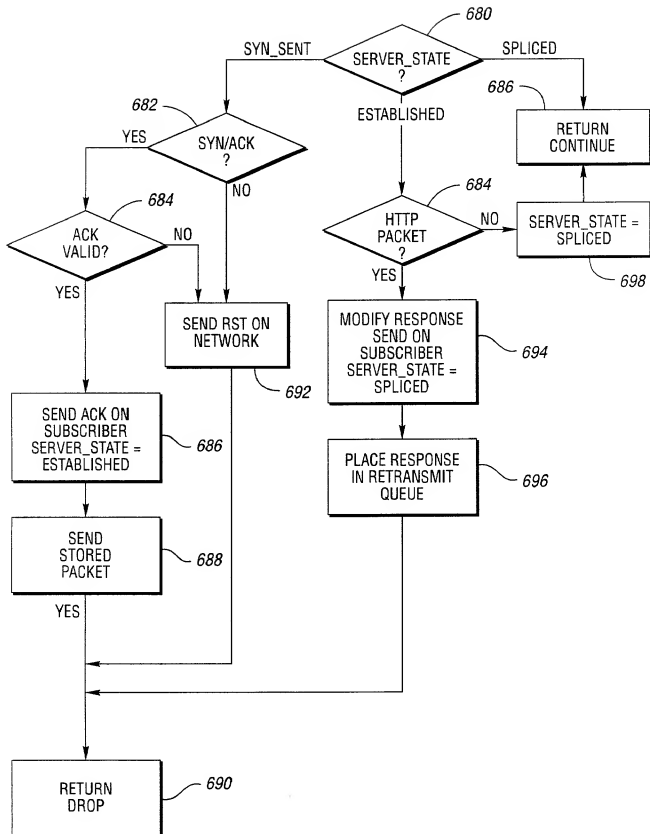 680
SYN_SENT
SERVER_STATE
?
SPLICED
682
686
ESTABLISHED
YES
SYN/ACK
?
RETURN
CONTINUE
NO
684
684
ACK
VALID?
NO
HTTP
PACKET
?
NO
SERVER_STATE =
SPLICED
YES
YES
698
SEND RST ON
NETWORK
MODIFY RESPONSE
SEND ON
SUBSCRIBER
SERVER_STATE =
SPLICED
694
692
SEND ACK ON
SUBSCRIBER
SERVER_STATE =
ESTABLISHED
686
PLACE RESPONSE
IN RETRANSMIT
QUEUE
696
SEND
STORED
PACKET
688
YES
RETURN
DROP
690